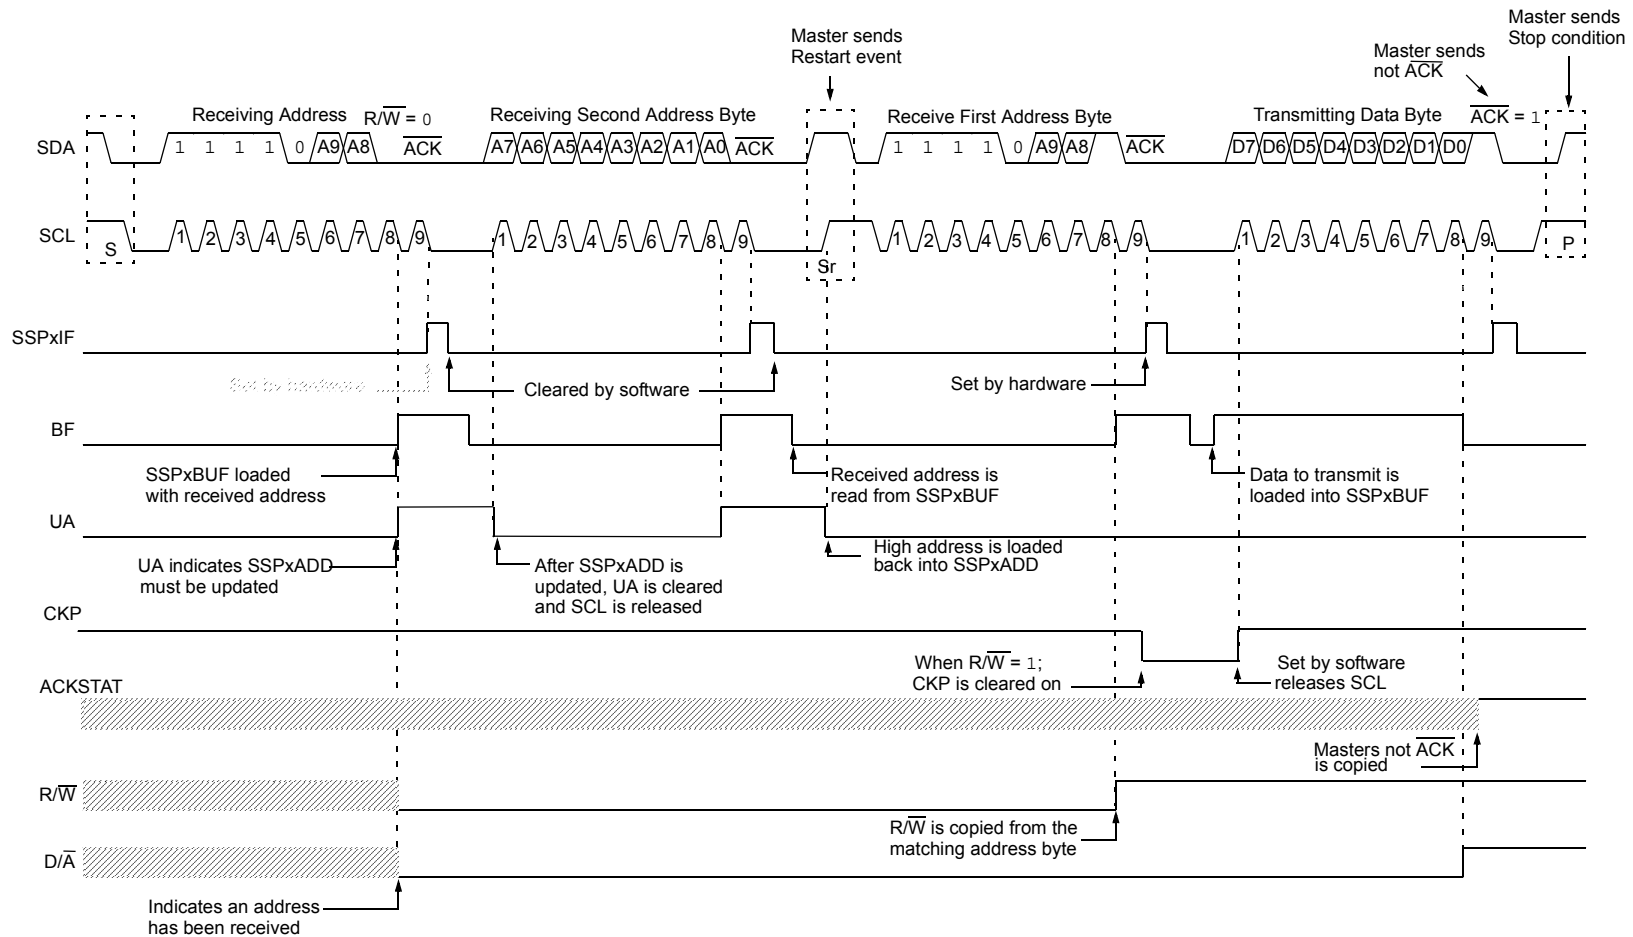 Master sends
Stop condition
Master sends
Restart event
Master sends
not ACK
Receiving Address R/W = 0
Receiving Second Address Byte
Receive First Address Byte
Transmitting Data Byte
ACK = 1
SDA
1 1 1 1 0 A9 A8 ACK
A7 A6 A5 A4 A3 A2 A1 A0 ACK
1 1 1 1 0 A9 A8 ACK
D7 D6 D5 D4 D3 D2 D1 D0
SCL
S
1 2 3 4 5 6 7 8 9
1 2 3 4 5 6 7 8 9
Sr
1 2 3 4 5 6 7 8 9
1 2 3 4 5 6 7 8 9
P
SSPxIF
Set by hardware
Cleared by software
Set by hardware
BF
SSPxBUF loaded
with received address
Received address is
read from SSPxBUF
Data to transmit is
loaded into SSPxBUF
UA
UA indicates SSPxADD
must be updated
After SSPxADD is
updated, UA is cleared
and SCL is released
High address is loaded
back into SSPxADD
CKP
When R/W = 1;
CKP is cleared on
Set by software
releases SCL
ACKSTAT
Masters not ACK
is copied
R/W
R/W is copied from the
matching address byte
D/A
Indicates an address
has been received